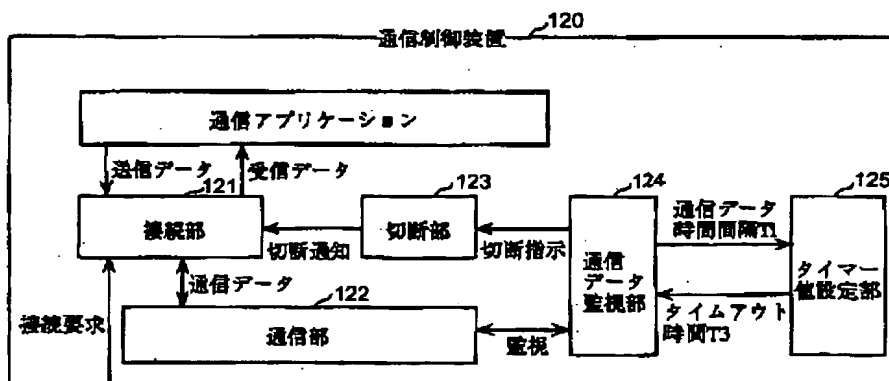 120
通信制御装置
通信アプリケーション
送信データ
受信データ
121
接続部
切断通知
123
切断部
切断指示
124
通信
データ
監視部
通信データ
時間間隔T1
125
タイマー
値設定部
タイムアウト
時間T3
通信データ
122
通信部
監視
接続要求